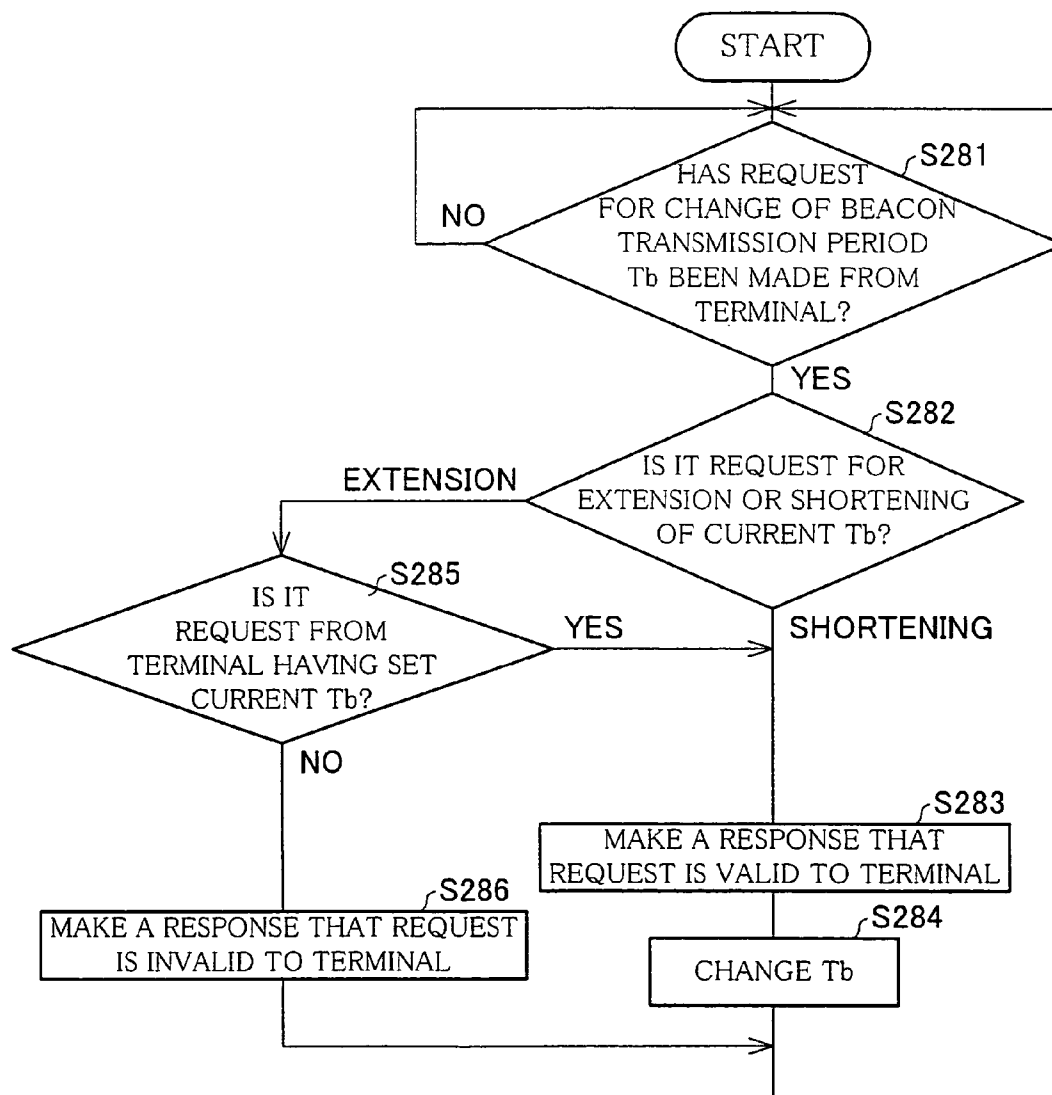 START
S281
HAS REQUEST
FOR CHANGE OF BEACON
TRANSMISSION PERIOD
Tb BEEN MADE FROM
TERMINAL?
NO
YES
S282
IS IT REQUEST FOR
EXTENSION OR SHORTENING
OF CURRENT Tb?
EXTENSION
SHORTENING
S285
IS IT
REQUEST FROM
TERMINAL HAVING SET
CURRENT Tb?
YES
NO
S283
MAKE A RESPONSE THAT
REQUEST IS VALID TO TERMINAL
S286
MAKE A RESPONSE THAT REQUEST
IS INVALID TO TERMINAL
S284
CHANGE Tb